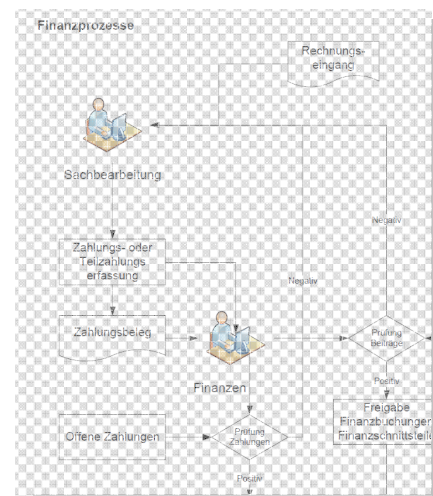 Finanzprozesse
Rechnungs-
eingang
Sachbearbeitung
Negativ
Zahlungs- oder
Teilzahlungs
erfassung
Negativ
Zahlungsbeleg
Prüfung
Beiträge
Finanzen
Positiv
Freigabe
Finanzbuchungen
Finanzschnittstelle
Offene Zahlungen
Prüfung
Zahlungen
Positiv